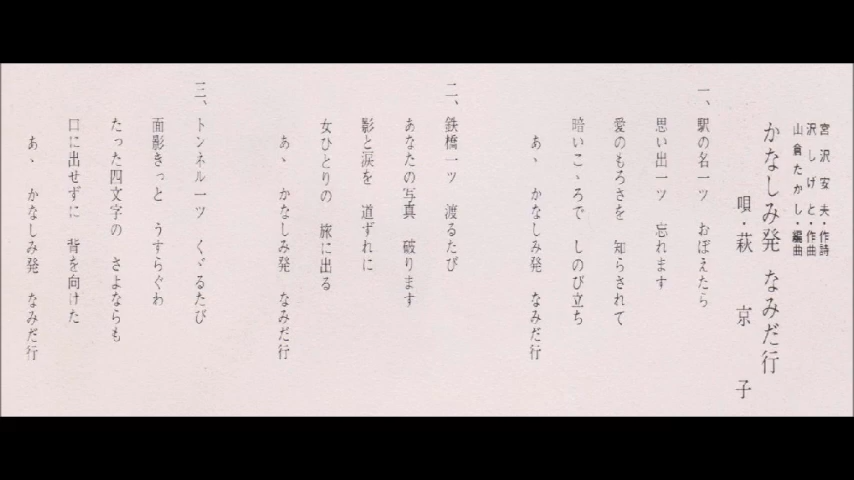 宮沢安夫・作詩
沢しげと・作曲
山倉たかし・編曲
かなしみ発 なみだ行
唄・萩 京子
一、駅の名一ツ おぼえたら
思い出一ツ 忘れます
愛のもろさを 知らされて
暗いこゝろで しのび立ち
あゝ かなしみ発 なみだ行
二、鉄橋一ツ 渡るたび
あなたの写真 破ります
影と涙を 道ずれに
女ひとりの 旅に出る
あゝ かなしみ発 なみだ行
三、トンネル一ツ くゞるたび
面影きっと うすらぐわ
たった四文字の さよならも
口に出せずに 背を向けた
あゝ かなしみ発 なみだ行